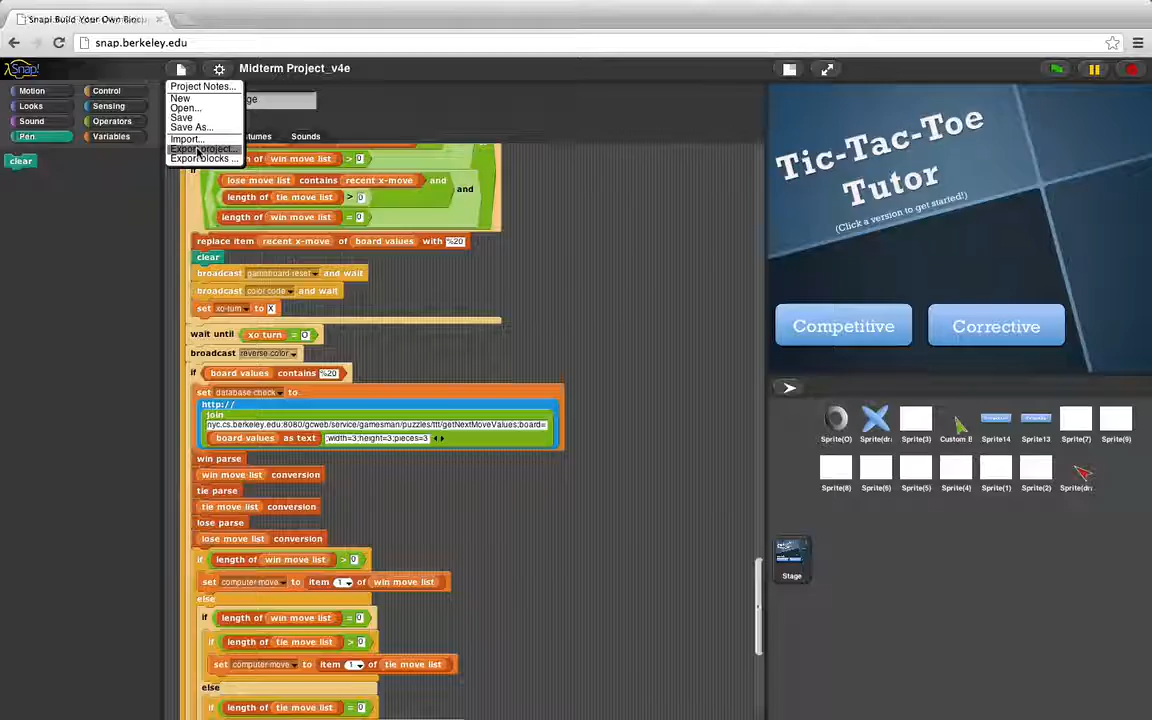 Snap! Build Your Own Bloc
snap.berkeley.edu
Snap!
Midterm Project_v4e
Motion
Control
Looks
Sensing
Sound
Operators
Pen
Variables
clear
Project Notes...
New
Open...
Save
Save As...
Import...
Export project...
Export blocks ...
ge
tumes
Sounds
h of win move list > 0
if
lose move list contains recent x-move and
length of tie move list > 0
and
length of win move list = 0
replace item recent x-move of board values with %20
clear
broadcast gameboard reset and wait
broadcast color code and wait
set xo-turn to X
wait until xo turn = O
broadcast reverse color
if board values contains %20
set database check to
http://
join
nyc.cs.berkeley.edu:8080/gcweb/service/gamesman/puzzles/ttt/getNextMoveValues;board=
board values as text ;width=3;height=3;pieces=3
win parse
win move list conversion
tie parse
tie move list conversion
lose parse
lose move list conversion
if length of win move list > 0
set computer move to item 1 of win move list
else
if length of win move list = 0
if length of tie move list > 0
set computer move to item 1 of tie move list
else
if length of tie move list = 0
Tic-Tac-Toe
Tutor
(Click a version to get started!)
Competitive
Corrective
Sprite(O)
Sprite(dr
Sprite(3)
Custom B
Sprite14
Sprite13
Sprite(7)
Sprite(9)
Sprite(8)
Sprite(6)
Sprite(5)
Sprite(4)
Sprite(1)
Sprite(2)
Sprite(dr
Stage